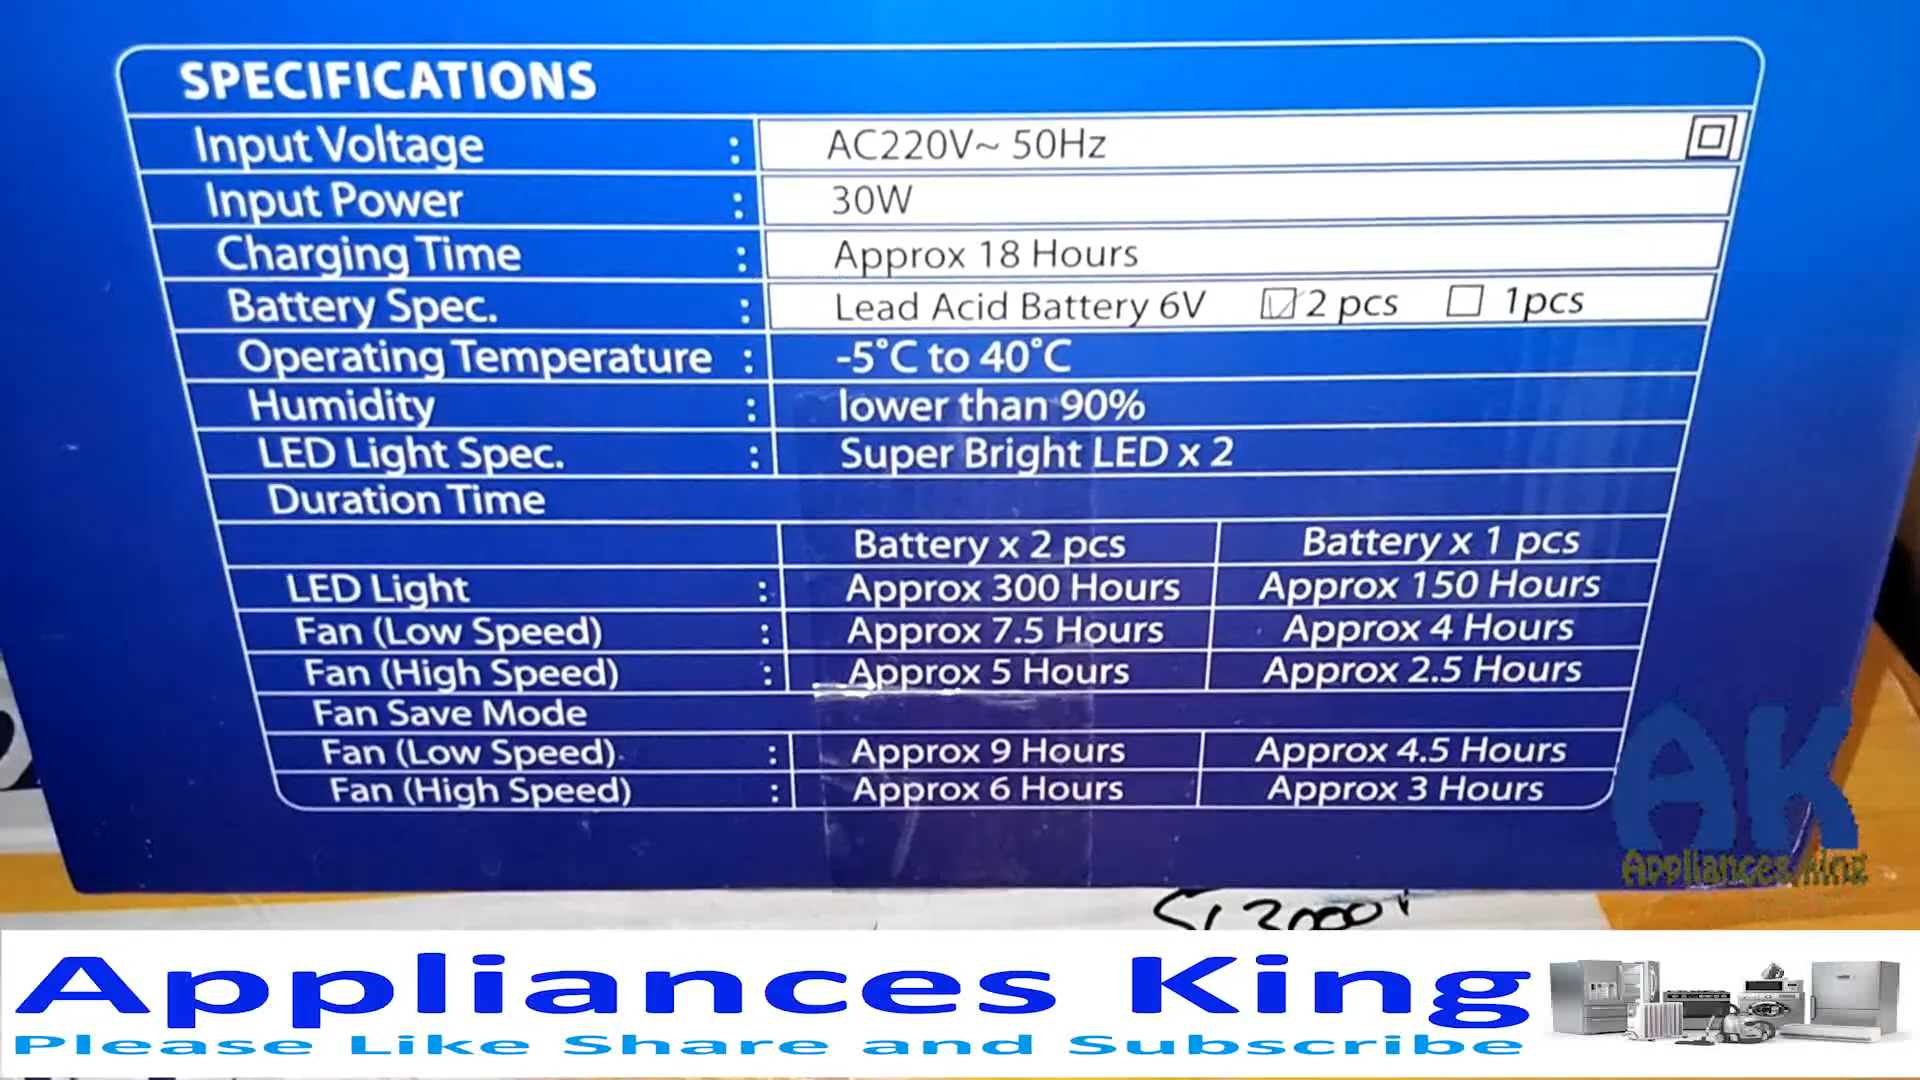 SPECIFICATIONS
Input Voltage : AC220V~ 50Hz
Input Power : 30W
Charging Time : Approx 18 Hours
Battery Spec. : Lead Acid Battery 6V ☑ 2 pcs ☐ 1pcs
Operating Temperature : -5°C to 40°C
Humidity : lower than 90%
LED Light Spec. : Super Bright LED x 2
Duration Time
Battery x 2 pcs Battery x 1 pcs
LED Light : Approx 300 Hours Approx 150 Hours
Fan (Low Speed) : Approx 7.5 Hours Approx 4 Hours
Fan (High Speed) : Approx 5 Hours Approx 2.5 Hours
Fan Save Mode
Fan (Low Speed) : Approx 9 Hours Approx 4.5 Hours
Fan (High Speed) : Approx 6 Hours Approx 3 Hours
AK
Appliances King
Appliances King
Please Like Share and Subscribe